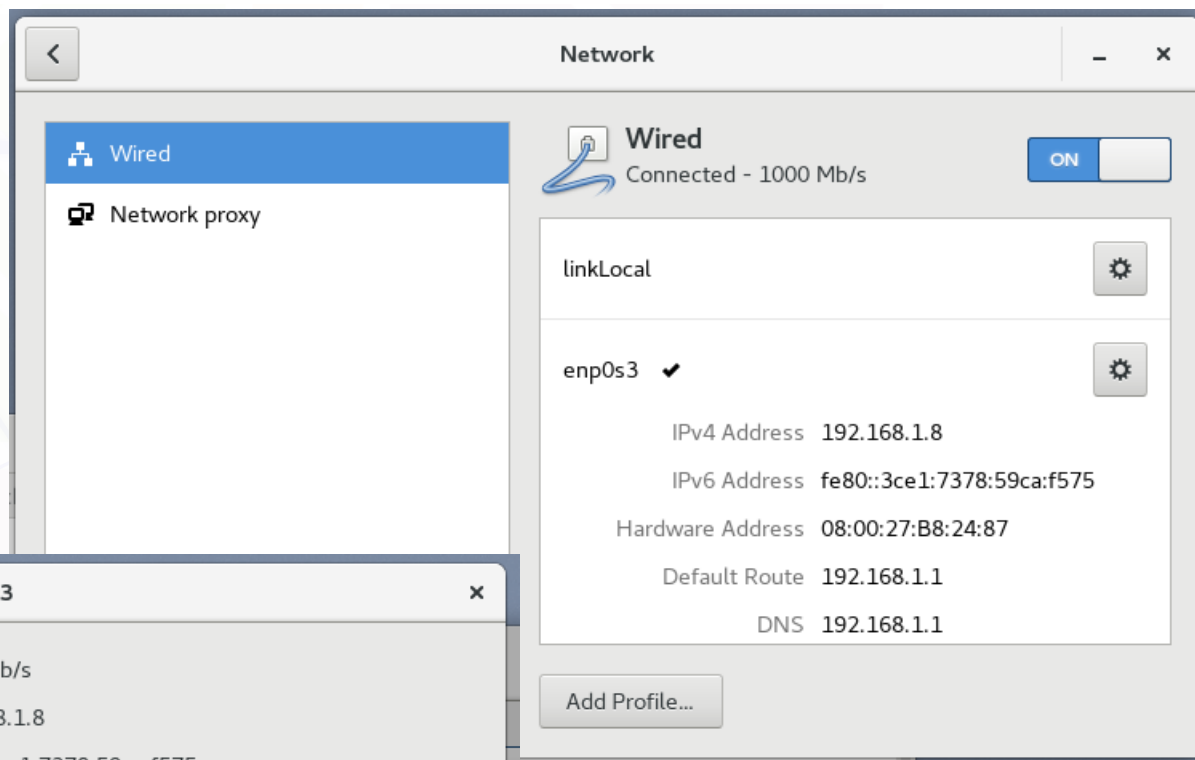 Network
Wired
Network proxy
Wired
Connected - 1000 Mb/s
ON
linkLocal
enp0s3
IPv4 Address 192.168.1.8
IPv6 Address fe80::3ce1:7378:59ca:f575
Hardware Address 08:00:27:B8:24:87
Default Route 192.168.1.1
DNS 192.168.1.1
Add Profile...
3
b/s
3.1.8